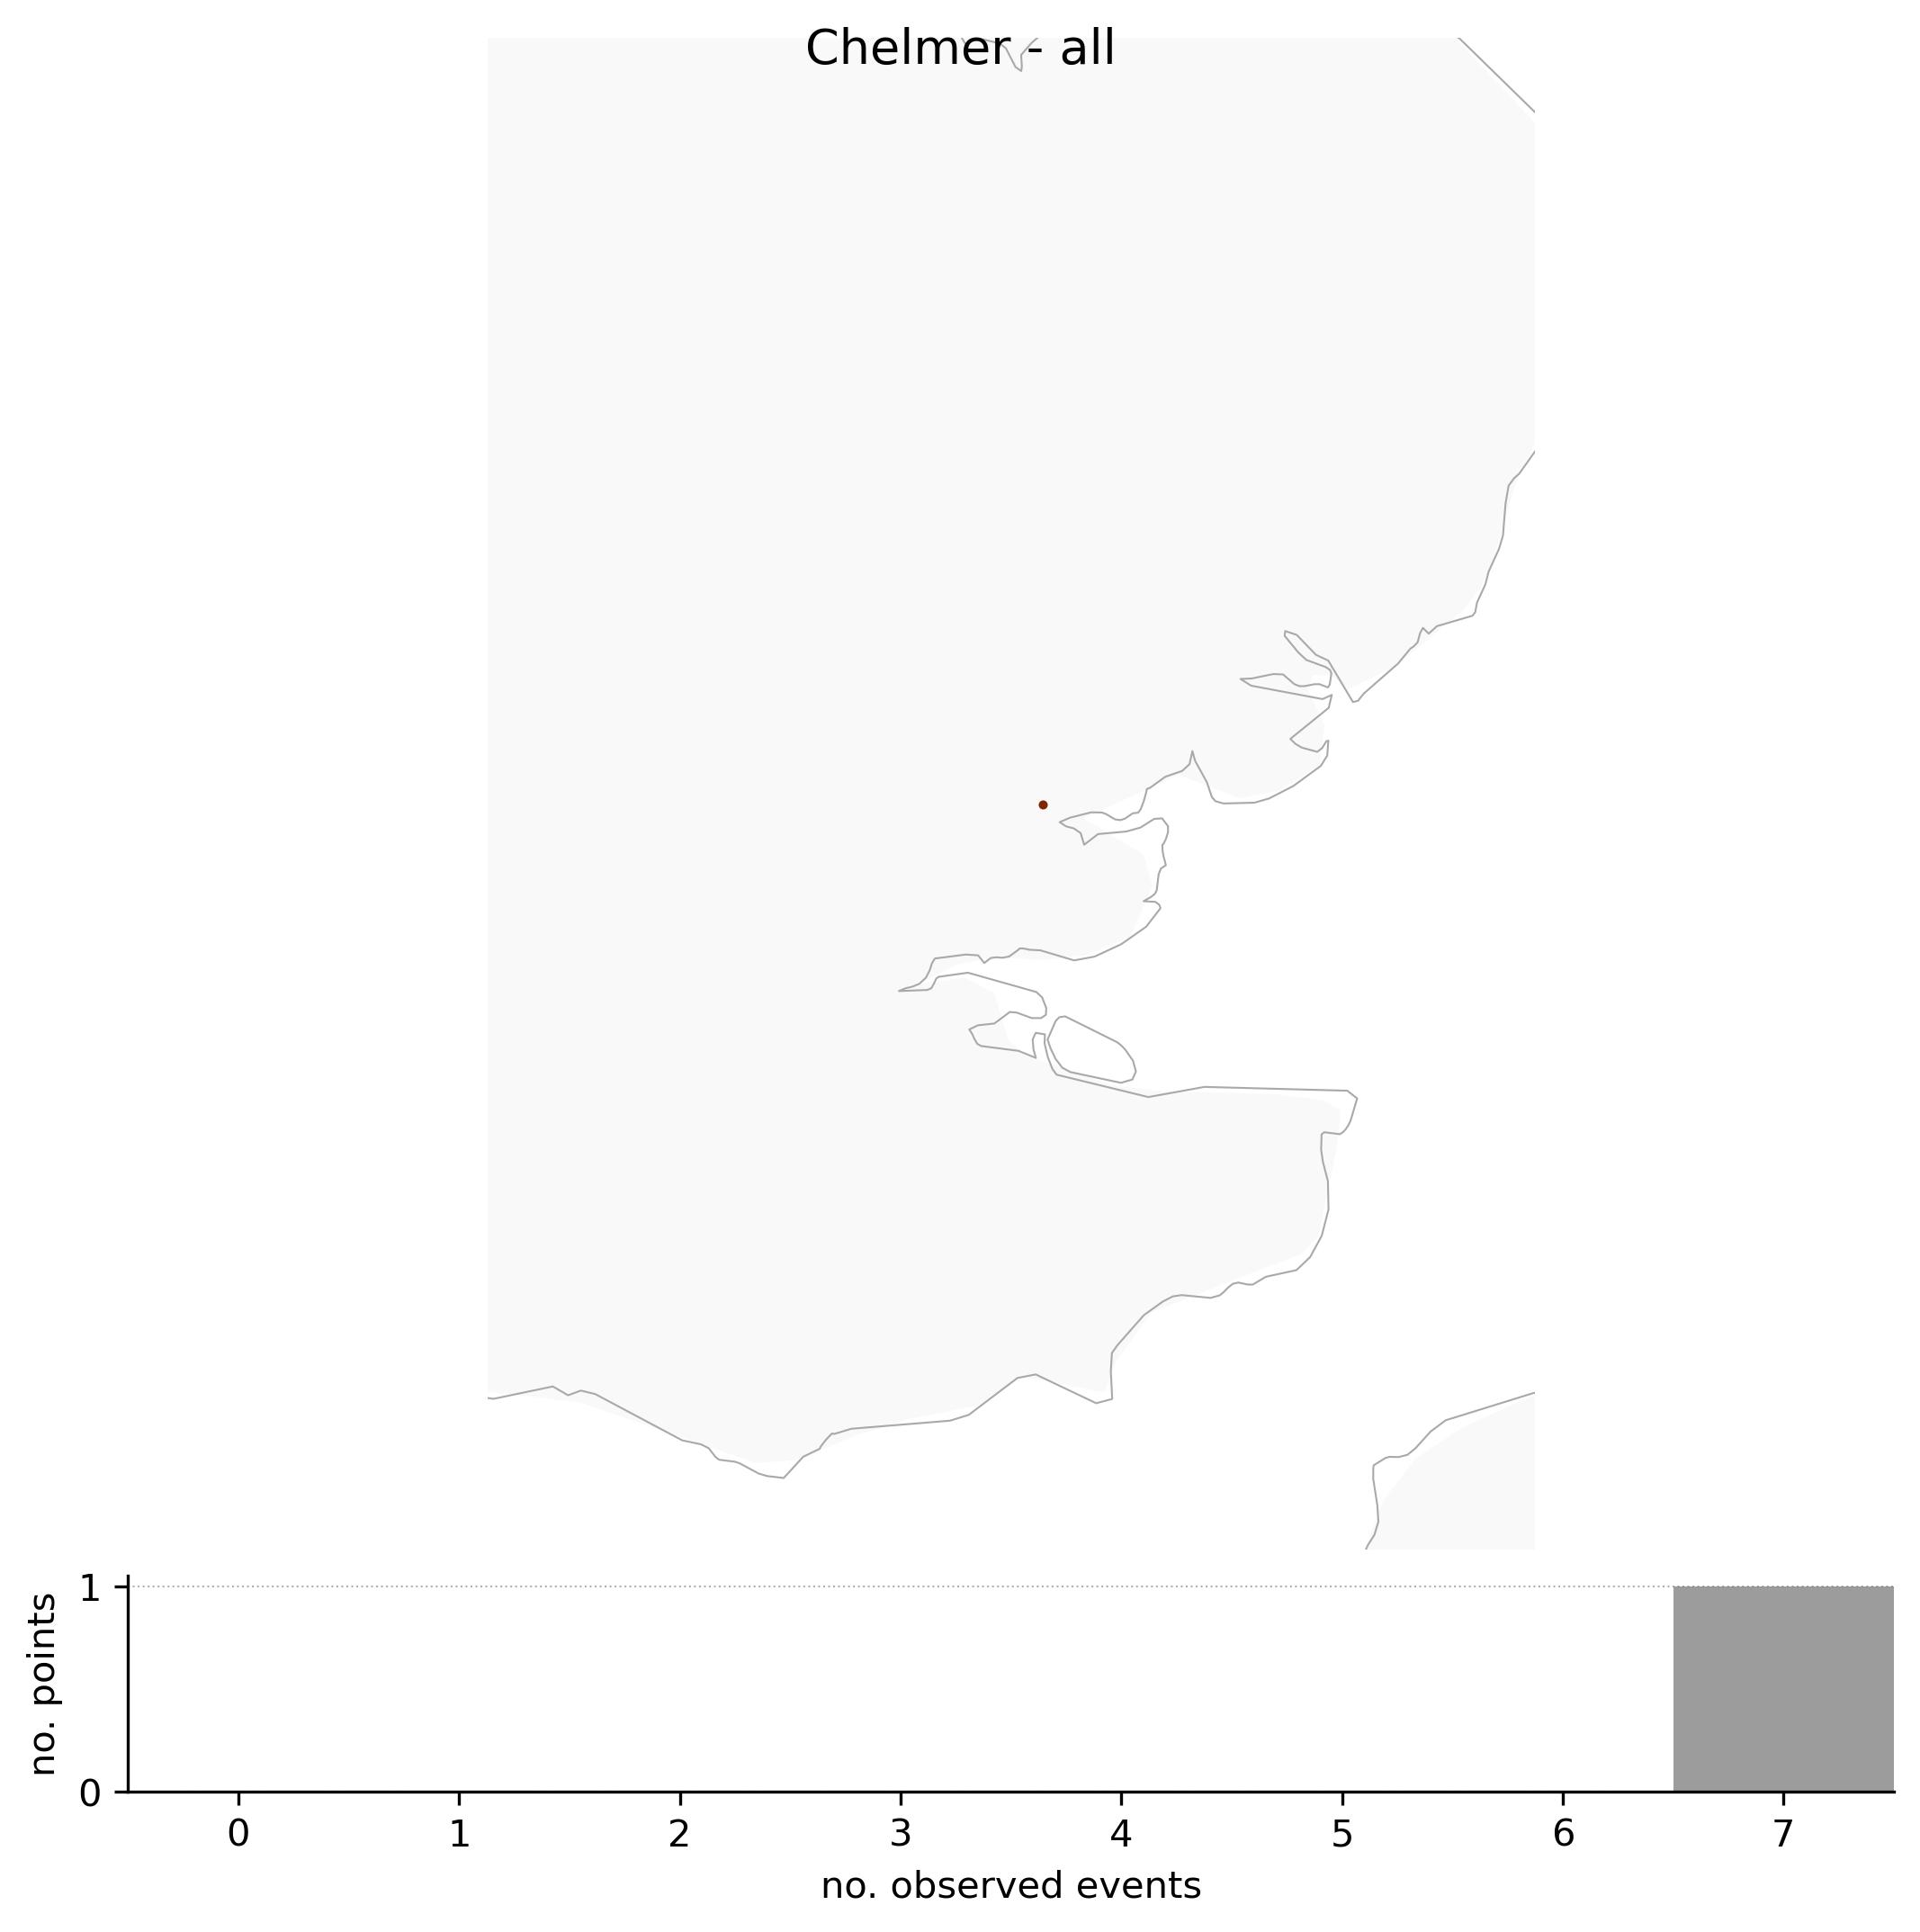 Chelmer - all
1
no. points
0
0 1 2 3 4 5 6 7
no. observed events